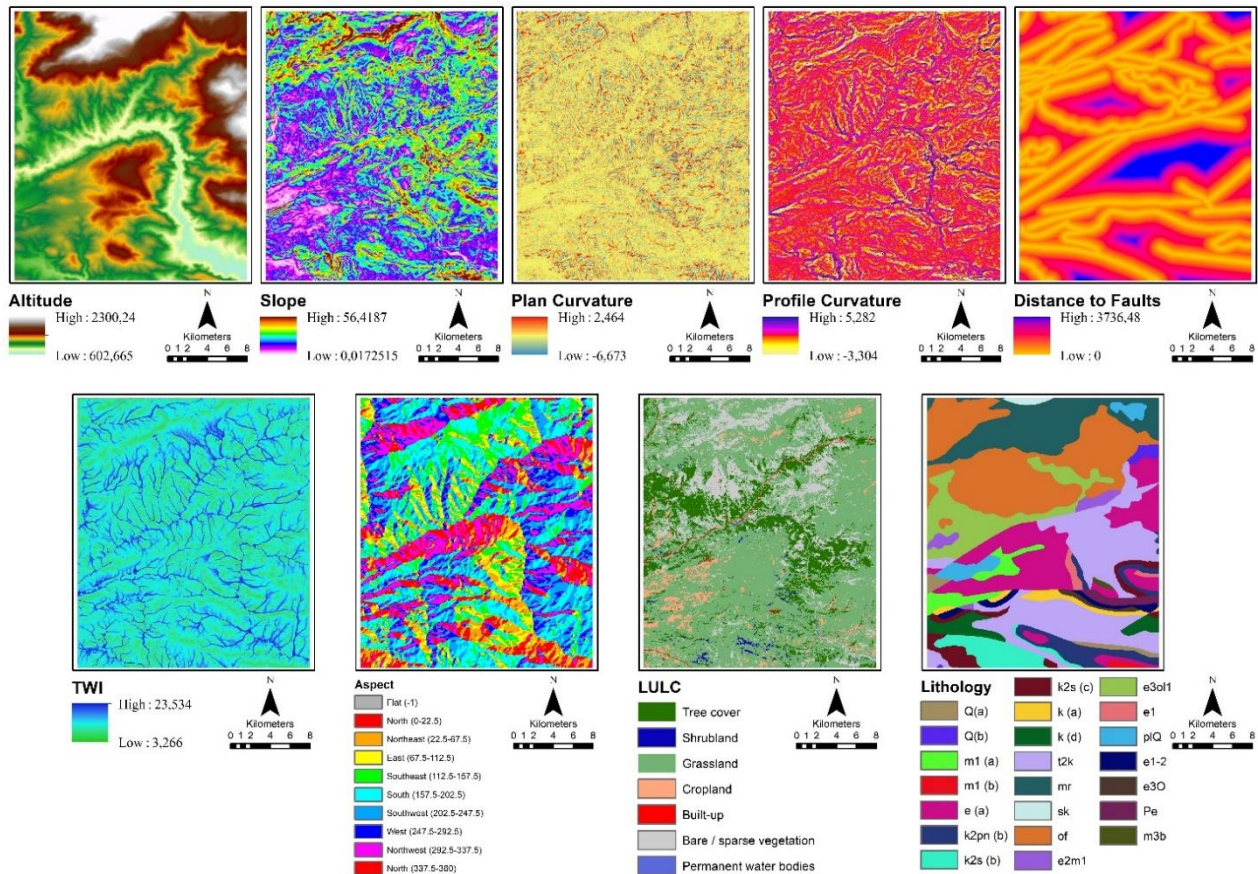 N N N N N
Altitude
High : 2300,24
Low : 602,665
Kilometers
0 1 2 4 6 8
Slope
High : 56,4187
Low : 0,0172515
Kilometers
0 1 2 4 6 8
Plan Curvature
High : 2,464
Low : -6,673
Kilometers
0 1 2 4 6 8
Profile Curvature
High : 5,282
Low : -3,304
Kilometers
0 1 2 4 6 8
Distance to Faults
High : 3736,48
Low : 0
Kilometers
0 1 2 4 6 8
N N N N
TWI
High : 23,534
Low : 3,266
Kilometers
0 1 2 4 6 8
Aspect
Flat (-1)
North (0-22.5)
Northeast (22.5-67.5)
East (67.5-112.5)
Southeast (112.5-157.5)
South (157.5-202.5)
Southwest (202.5-247.5)
West (247.5-292.5)
Northwest (292.5-337.5)
North (337.5-360)
Kilometers
0 1 2 4 6 8
LULC
Tree cover
Shrubland
Grassland
Cropland
Built-up
Bare / sparse vegetation
Permanent water bodies
Kilometers
0 1 2 4 6 8
Lithology
Q(a)
Q(b)
m1 (a)
m1 (b)
e (a)
k2pn (b)
k2s (b)
k2s (c)
k (a)
k (d)
t2k
mr
sk
of
e2m1
e3ol1
e1
plQ
e1-2
e3O
Pe
m3b
Kilometers
0 1 2 4 6 8